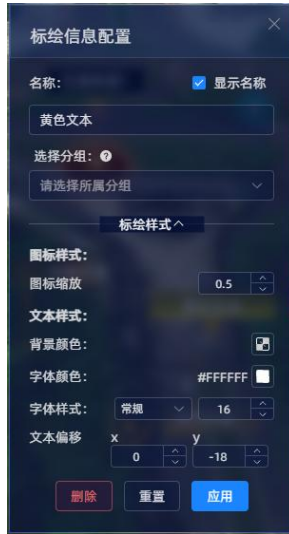 标绘信息配置
名称： 显示名称
黄色文本
选择分组：
请选择所属分组
标绘样式
图标样式：
图标缩放 0.5
文本样式：
背景颜色：
字体颜色： #FFFFFF
字体样式： 常规 16
文本偏移 x y
0 -18
删除 重置 应用